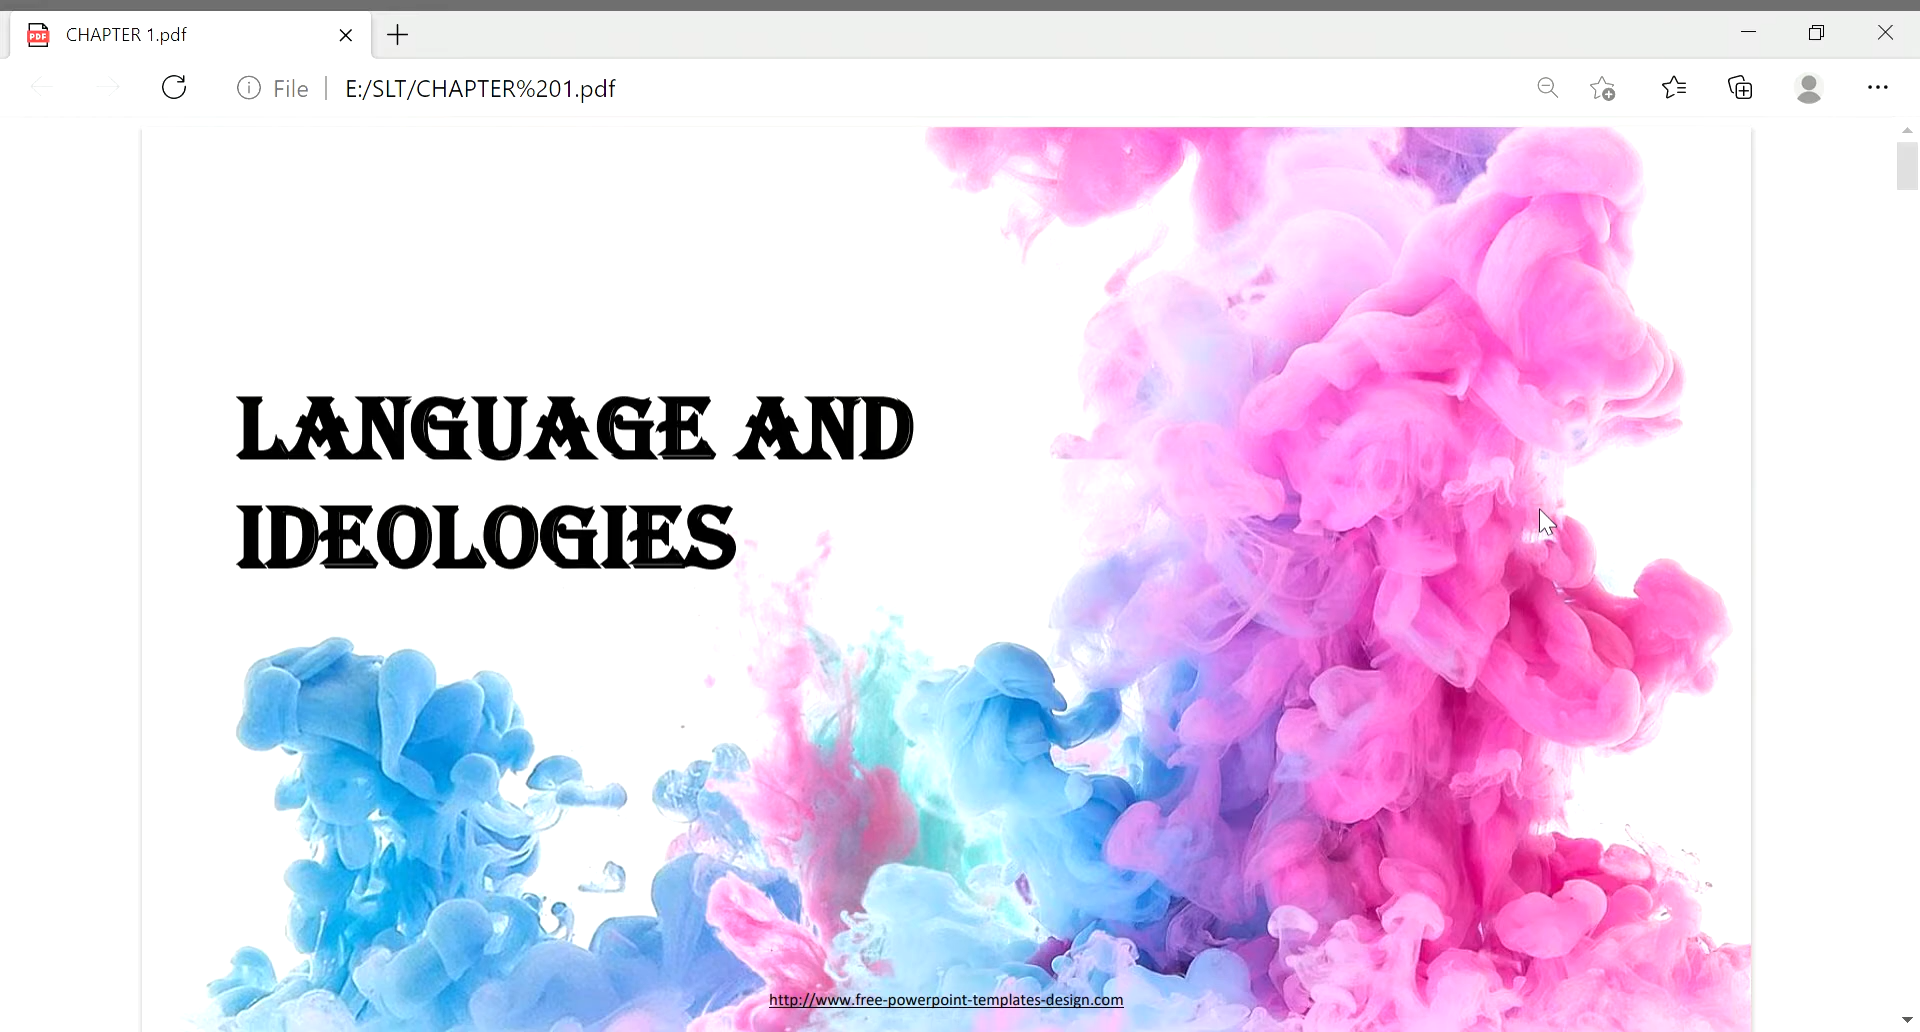 CHAPTER 1.pdf
File E:/SLT/CHAPTER%201.pdf
LANGUAGE AND
IDEOLOGIES
http://www.free-powerpoint-templates-design.com